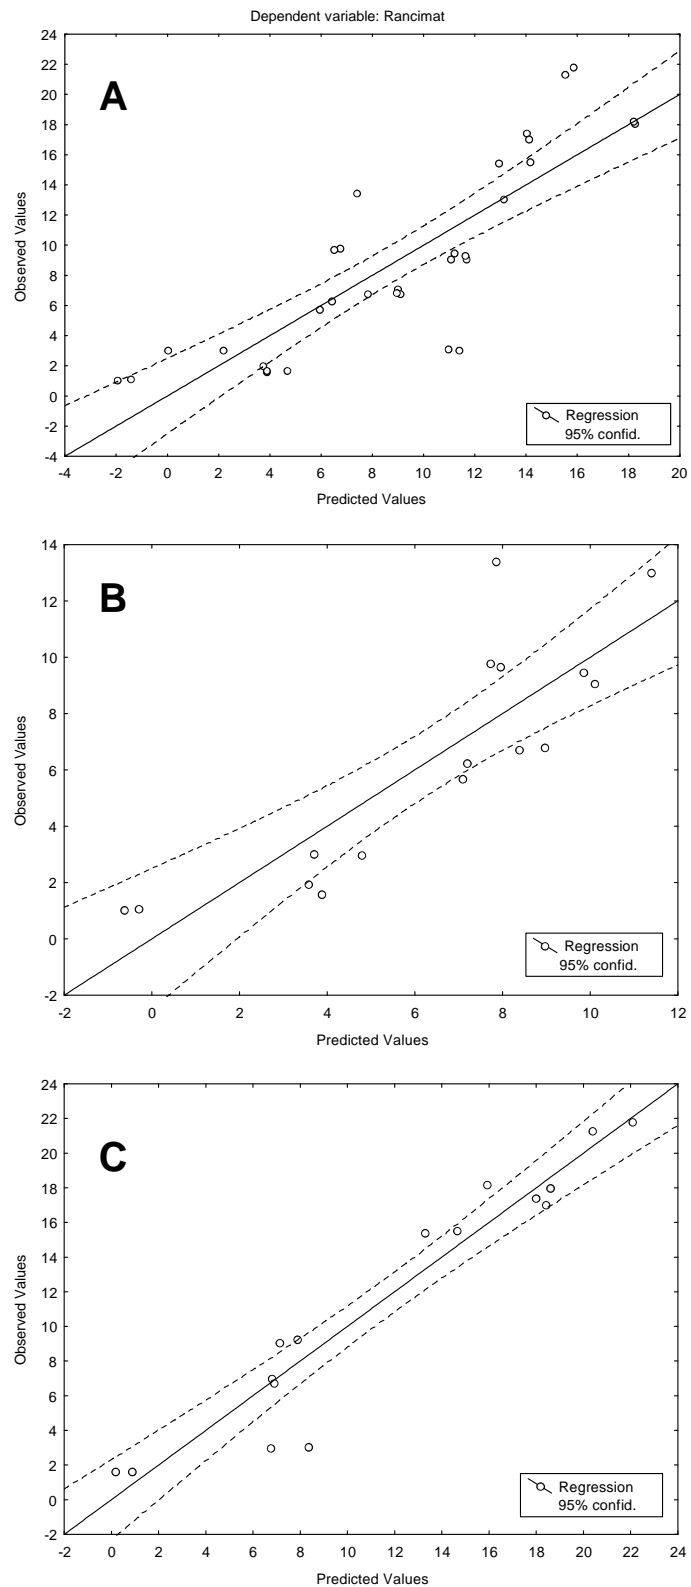 Dependent variable: Rancimat
A
Observed Values
24
22
20
18
16
14
12
10
8
6
4
2
0
-2
-4
Regression
95% confid.
-4 -2 0 2 4 6 8 10 12 14 16 18 20
Predicted Values
B
Observed Values
14
12
10
8
6
4
2
0
-2
Regression
95% confid.
-2 0 2 4 6 8 10 12
Predicted Values
C
Observed Values
24
22
20
18
16
14
12
10
8
6
4
2
0
-2
Regression
95% confid.
-2 0 2 4 6 8 10 12 14 16 18 20 22 24
Predicted Values